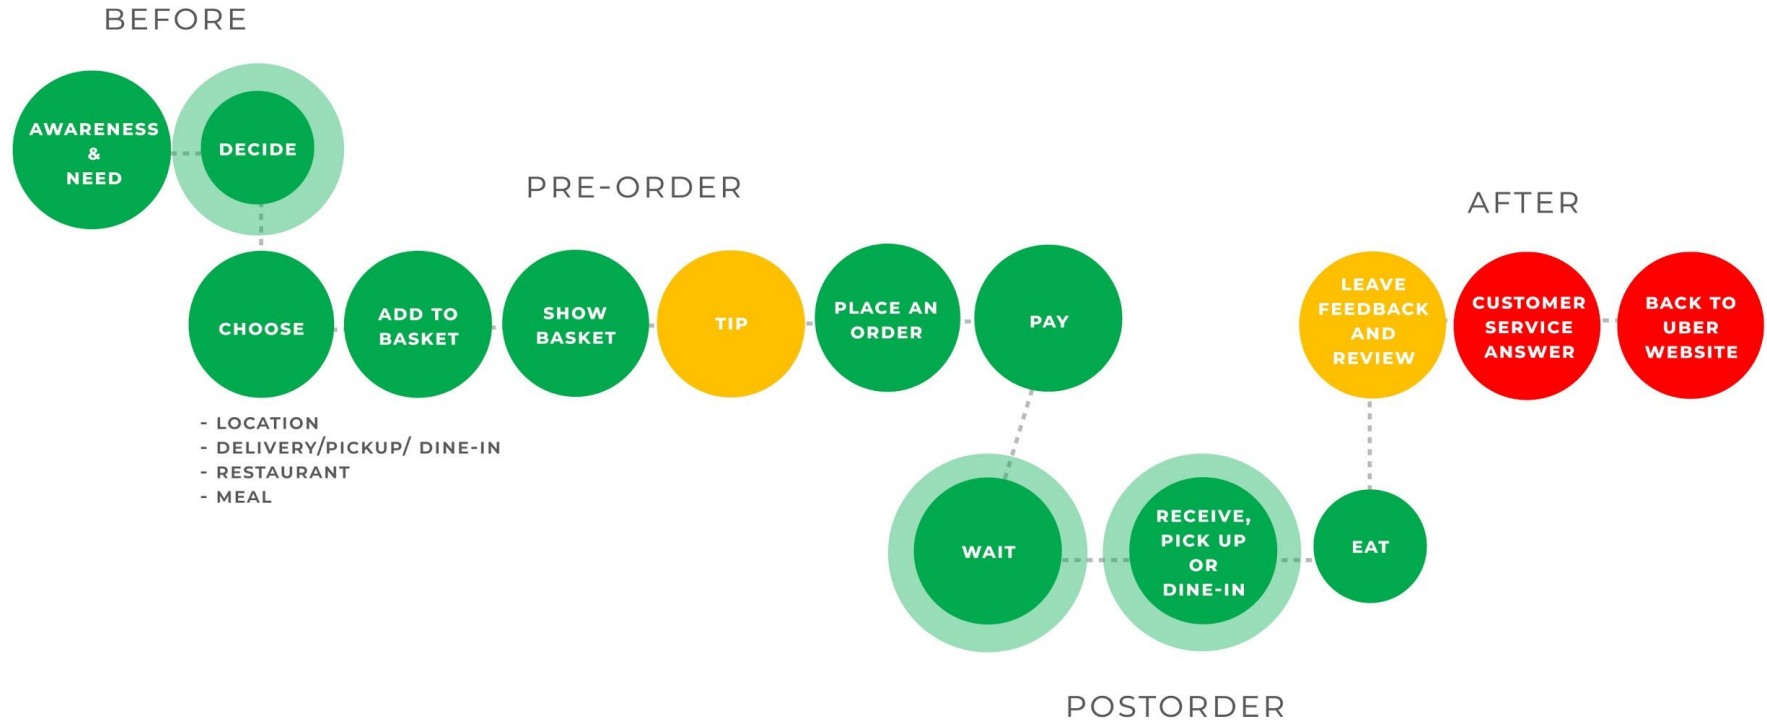 BEFORE
AWARENESS
&
NEED
DECIDE
PRE-ORDER
CHOOSE
- LOCATION
- DELIVERY/PICKUP/ DINE-IN
- RESTAURANT
- MEAL
ADD TO
BASKET
SHOW
BASKET
TIP
PLACE AN
ORDER
PAY
WAIT
RECEIVE,
PICK UP
OR
DINE-IN
EAT
POSTORDER
AFTER
LEAVE
FEEDBACK
AND
REVIEW
CUSTOMER
SERVICE
ANSWER
BACK TO
UBER
WEBSITE